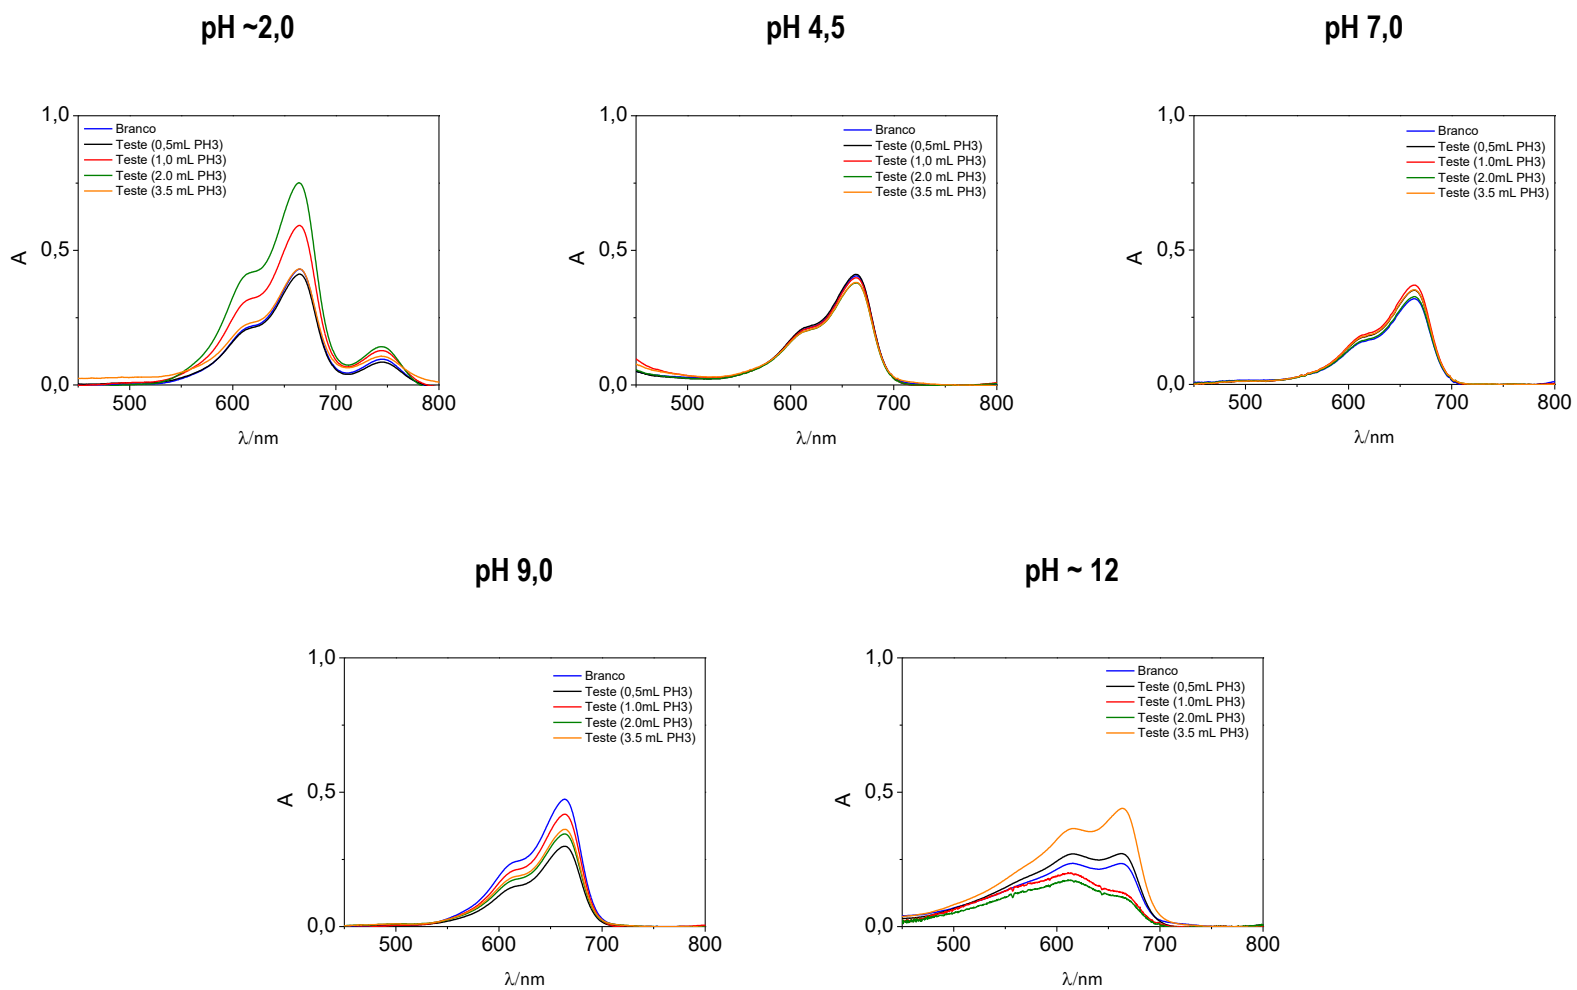 pH ~2,0
1,0
Branco
Teste (0,5mL PH3)
Teste (1,0 mL PH3)
Teste (2.0 mL PH3)
Teste (3.5 mL PH3)
A
0,5
0,0
500
600
700
800
λ/nm
pH 4,5
1,0
Branco
Teste (0,5mL PH3)
Teste (1,0 mL PH3)
Teste (2.0 mL PH3)
Teste (3.5 mL PH3)
A
0,5
0,0
500
600
700
800
λ/nm
pH 7,0
1,0
Branco
Teste (0,5mL PH3)
Teste (1.0mL PH3)
Teste (2.0mL PH3)
Teste (3.5 mL PH3)
A
0,5
0,0
500
600
700
800
λ/nm
pH 9,0
1,0
Branco
Teste (0,5mL PH3)
Teste (1.0mL PH3)
Teste (2.0mL PH3)
Teste (3.5 mL PH3)
A
0,5
0,0
500
600
700
800
λ/nm
pH ~ 12
1,0
Branco
Teste (0,5mL PH3)
Teste (1.0mL PH3)
Teste (2.0mL PH3)
Teste (3.5 mL PH3)
A
0,5
0,0
500
600
700
800
λ/nm